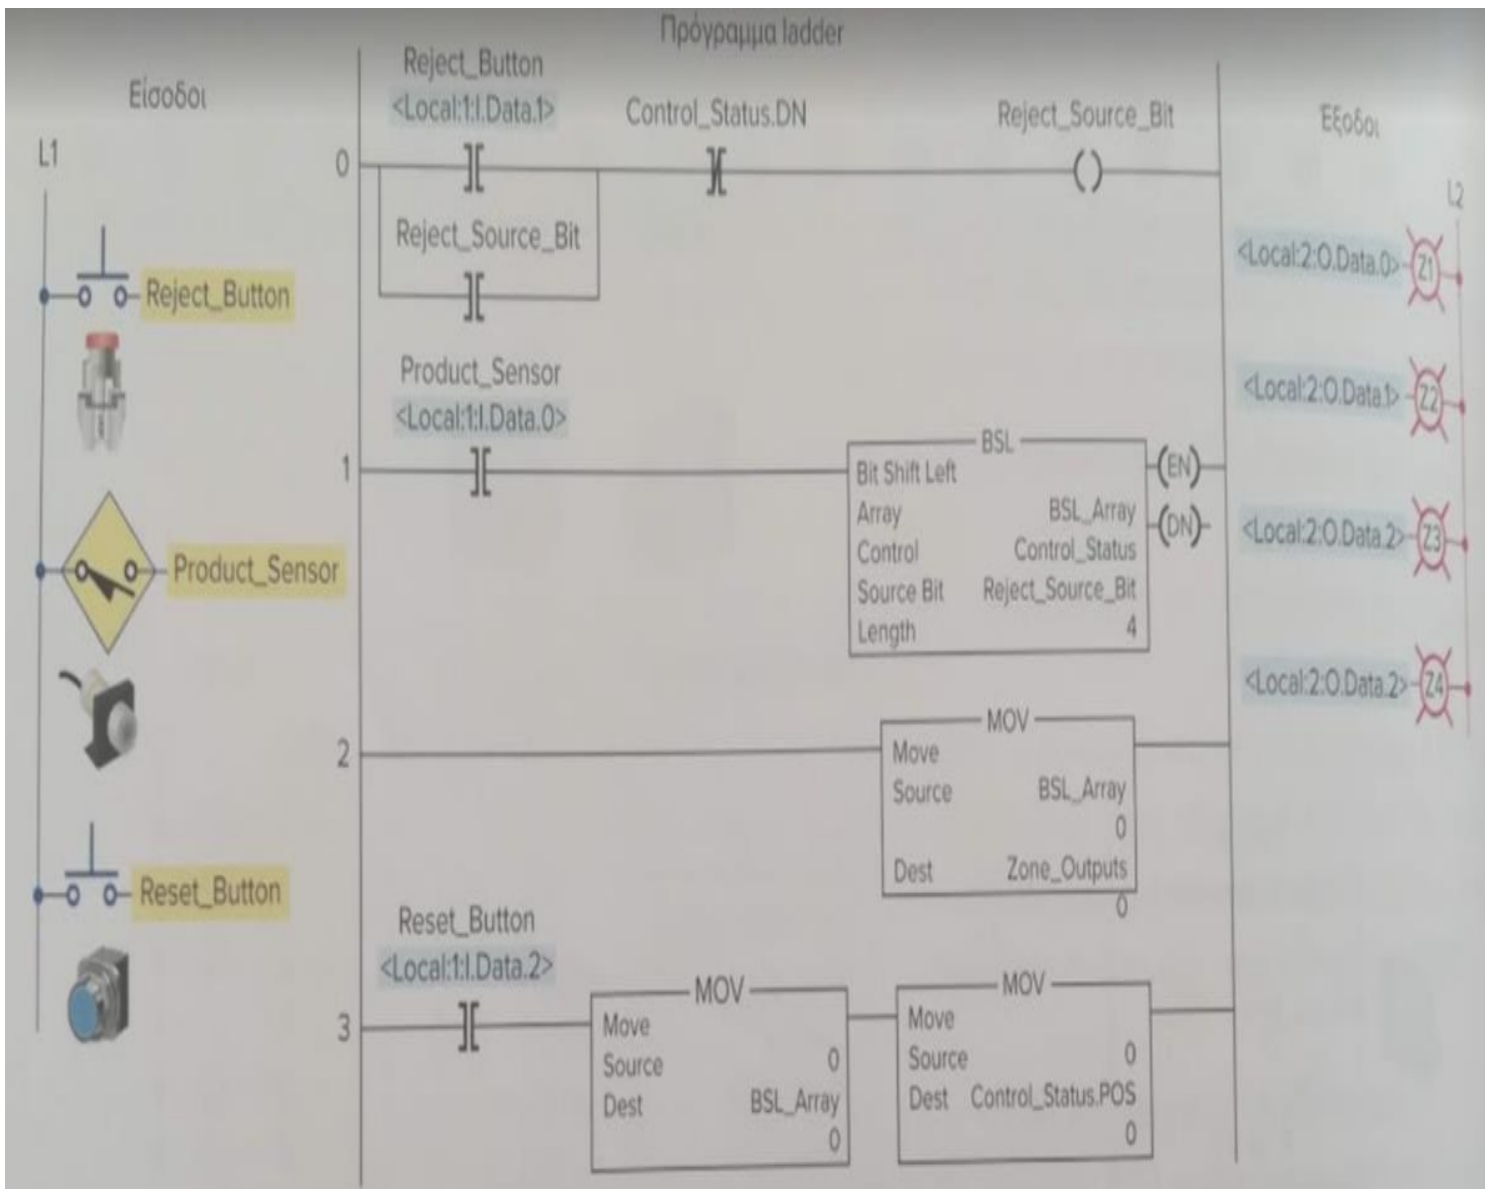 Πρόγραμμα ladder
Είσοδοι
Έξοδοι
L1
L2
Reject_Button
Product_Sensor
Reset_Button
0
Reject_Button
<Local:1:I.Data.1>
Control_Status.DN
Reject_Source_Bit
Reject_Source_Bit
1
Product_Sensor
<Local:1:I.Data.0>
BSL
Bit Shift Left
Array BSL_Array
Control Control_Status
Source Bit Reject_Source_Bit
Length 4
(EN)
(DN)
2
MOV
Move
Source BSL_Array
0
Dest Zone_Outputs
0
3
Reset_Button
<Local:1:I.Data.2>
MOV
Move
Source 0
Dest BSL_Array
0
MOV
Move
Source 0
Dest Control_Status.POS
0
<Local:2:O.Data.0> Z1
<Local:2:O.Data.1> Z2
<Local:2:O.Data.2> Z3
<Local:2:O.Data.2> Z4